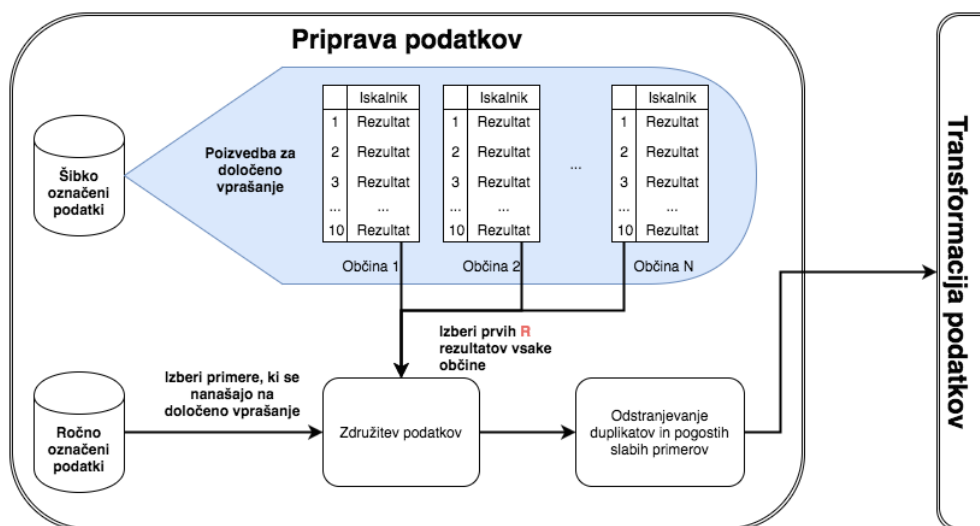 Priprava podatkov
Šibko
označeni
podatki
Poizvedba za
določeno
vprašanje
Iskalnik
1 Rezultat
2 Rezultat
3 Rezultat
... ...
10 Rezultat
Občina 1
Iskalnik
1 Rezultat
2 Rezultat
3 Rezultat
... ...
10 Rezultat
Občina 2
...
Iskalnik
1 Rezultat
2 Rezultat
3 Rezultat
... ...
10 Rezultat
Občina N
Izberi prvih R
rezultatov vsake
občine
Ročno
označeni
podatki
Izberi primere, ki se
nanašajo na
določeno vprašanje
Združitev podatkov
Odstranjevanje
duplikatov in pogostih
slabih primerov
Transformacija podatkov